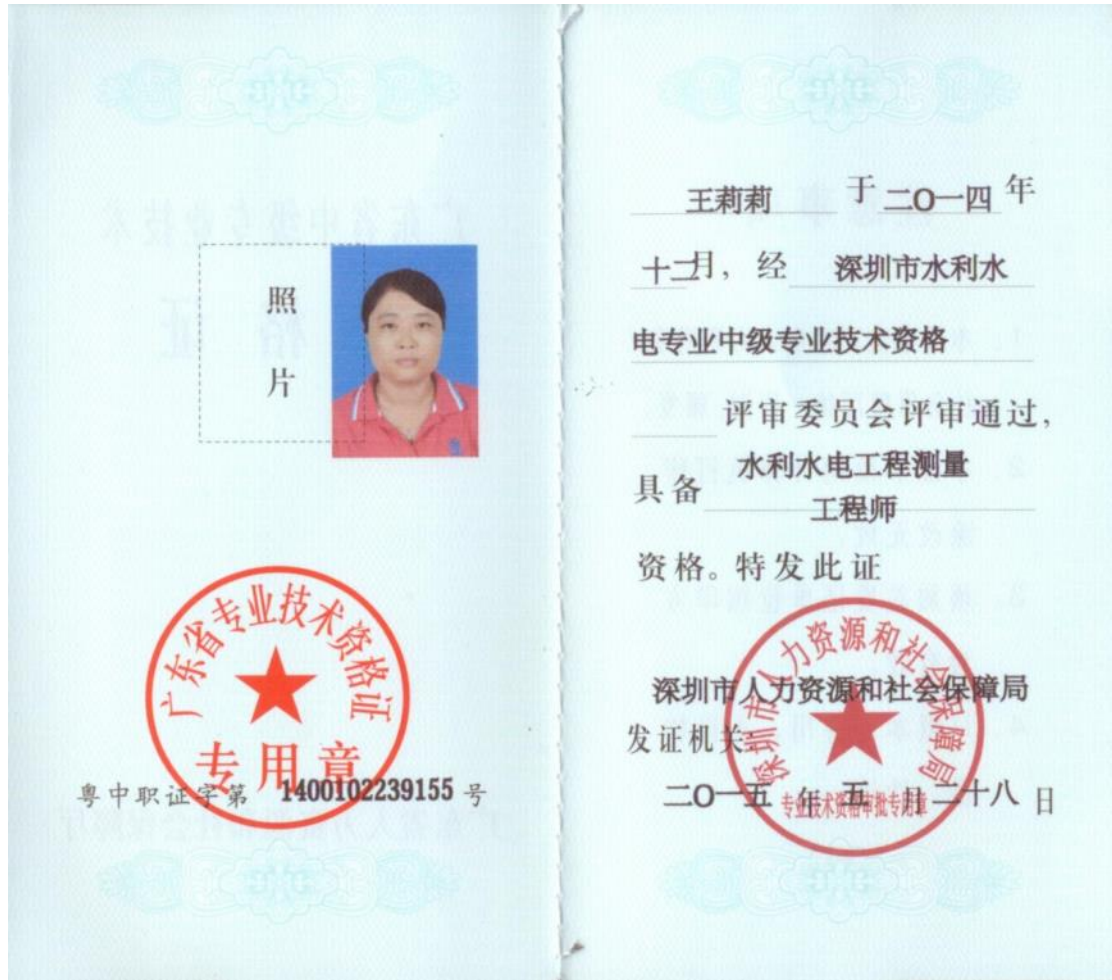 照
片
广东省专业技术资格证
专用章
粤中职证字第 1400102239155 号
王莉莉 于 二〇一四 年
十二月，经 深圳市水利水
电专业中级专业技术资格
评审委员会评审通过，
具备 水利水电工程测量
工程师
资格。特发此证
深圳市人力资源和社会保障局
深圳市人力资源和社会保障局
发证机关：
二〇一五 年 五 月 二十八 日
专业技术资格审批专用章